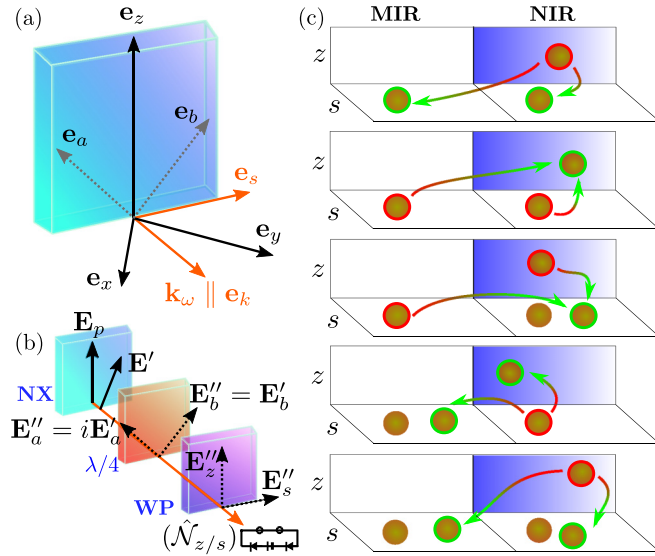 (a)
e_z
e_a
e_b
e_s
e_y
e_x
k_ω ∥ e_k
(b)
E_p
E′
NX
E″_b = E′_b
E″_a = iE′_a
λ/4
E″_z
E″_s
WP
(𝒩̂_{z/s})
(c)
MIR NIR
z
s
z
s
z
s
z
s
z
s